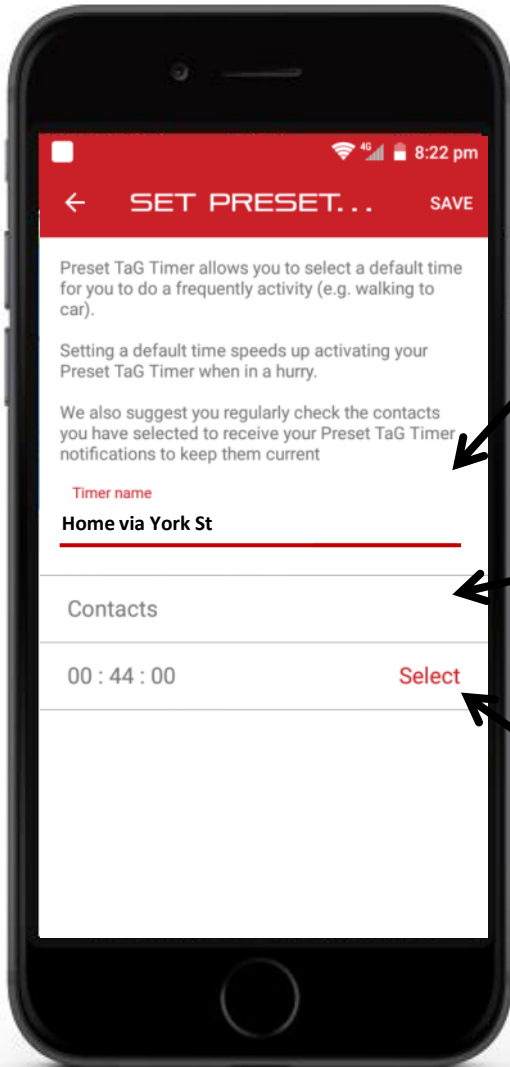 4G 8:22 pm
SET PRESET... SAVE
Preset TaG Timer allows you to select a default time
for you to do a frequently activity (e.g. walking to
car).
Setting a default time speeds up activating your
Preset TaG Timer when in a hurry.
We also suggest you regularly check the contacts
you have selected to receive your Preset TaG Timer
notifications to keep them current
Timer name
Home via York St
Contacts
00 : 44 : 00 Select